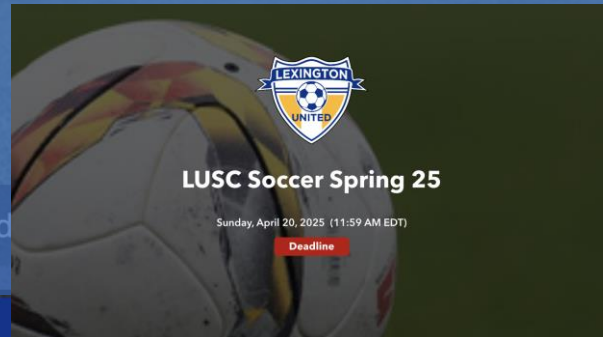 LEXINGTON
UNITED
LUSC Soccer Spring 25
Sunday, April 20, 2025 (11:59 AM EDT)
Deadline
d